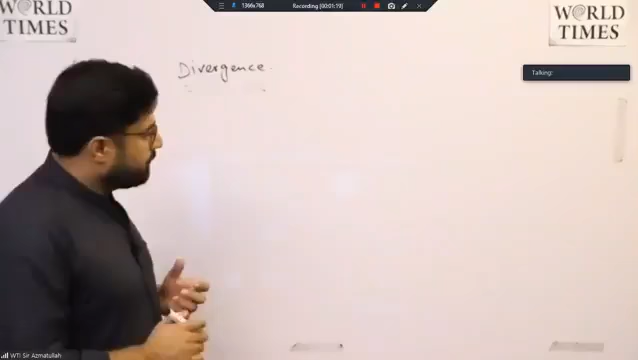 WORLD
TIMES
1366x768
Recording [00:01:19]
WORLD
TIMES
Divergence.
Talking:
WTI Sir Azmatullah